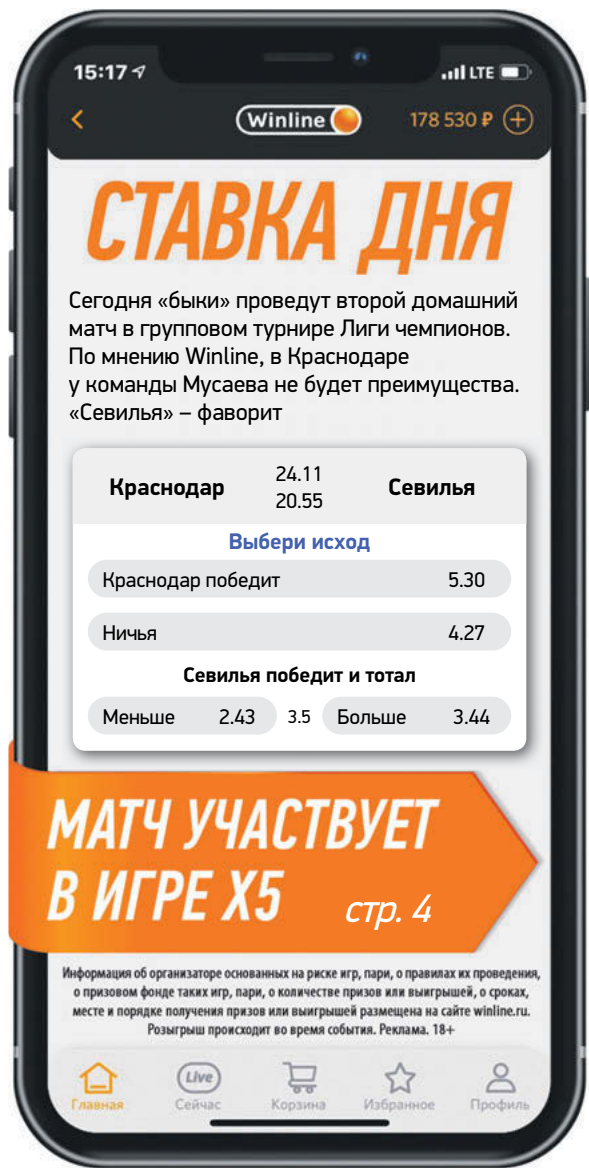 15:17 LTE
Winline 178 530 ₽
СТАВКА ДНЯ
Сегодня «быки» проведут второй домашний
матч в групповом турнире Лиги чемпионов.
По мнению Winline, в Краснодаре
у команды Мусаева не будет преимущества.
«Севилья» – фаворит
Краснодар 24.11 Севилья
20.55
Выбери исход
Краснодар победит 5.30
Ничья 4.27
Севилья победит и тотал
Меньше 2.43 3.5 Больше 3.44
МАТЧ УЧАСТВУЕТ
В ИГРЕ X5 стр. 4
Информация об организаторе основанных на риске игр, пари, о правилах их проведения,
о призовом фонде таких игр, пари, о количестве призов или выигрышей, о сроках,
месте и порядке получения призов или выигрышей размещена на сайте winline.ru.
Розыгрыш происходит во время события. Реклама. 18+
Live
Главная Сейчас Корзина Избранное Профиль